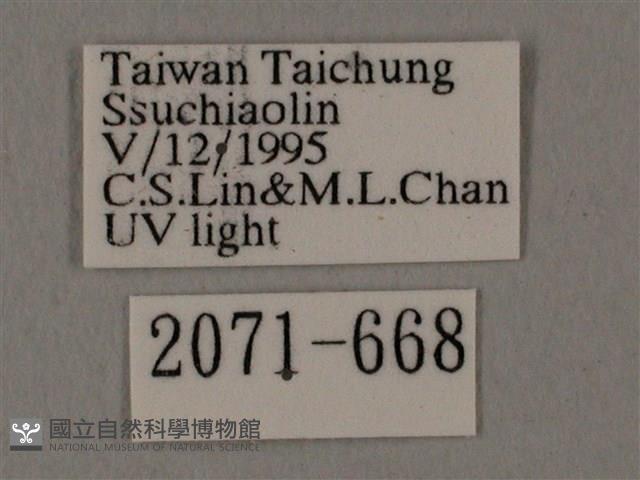 Taiwan Taichung
Ssuchiaolin
V/12/1995
C.S.Lin&M.L.Chan
UV light
2071-668
國立自然科學博物館
NATIONAL MUSEUM OF NATURAL SCIENCE